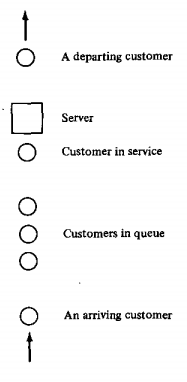 A departing customer
Server
Customer in service
Customers in queue
An arriving customer